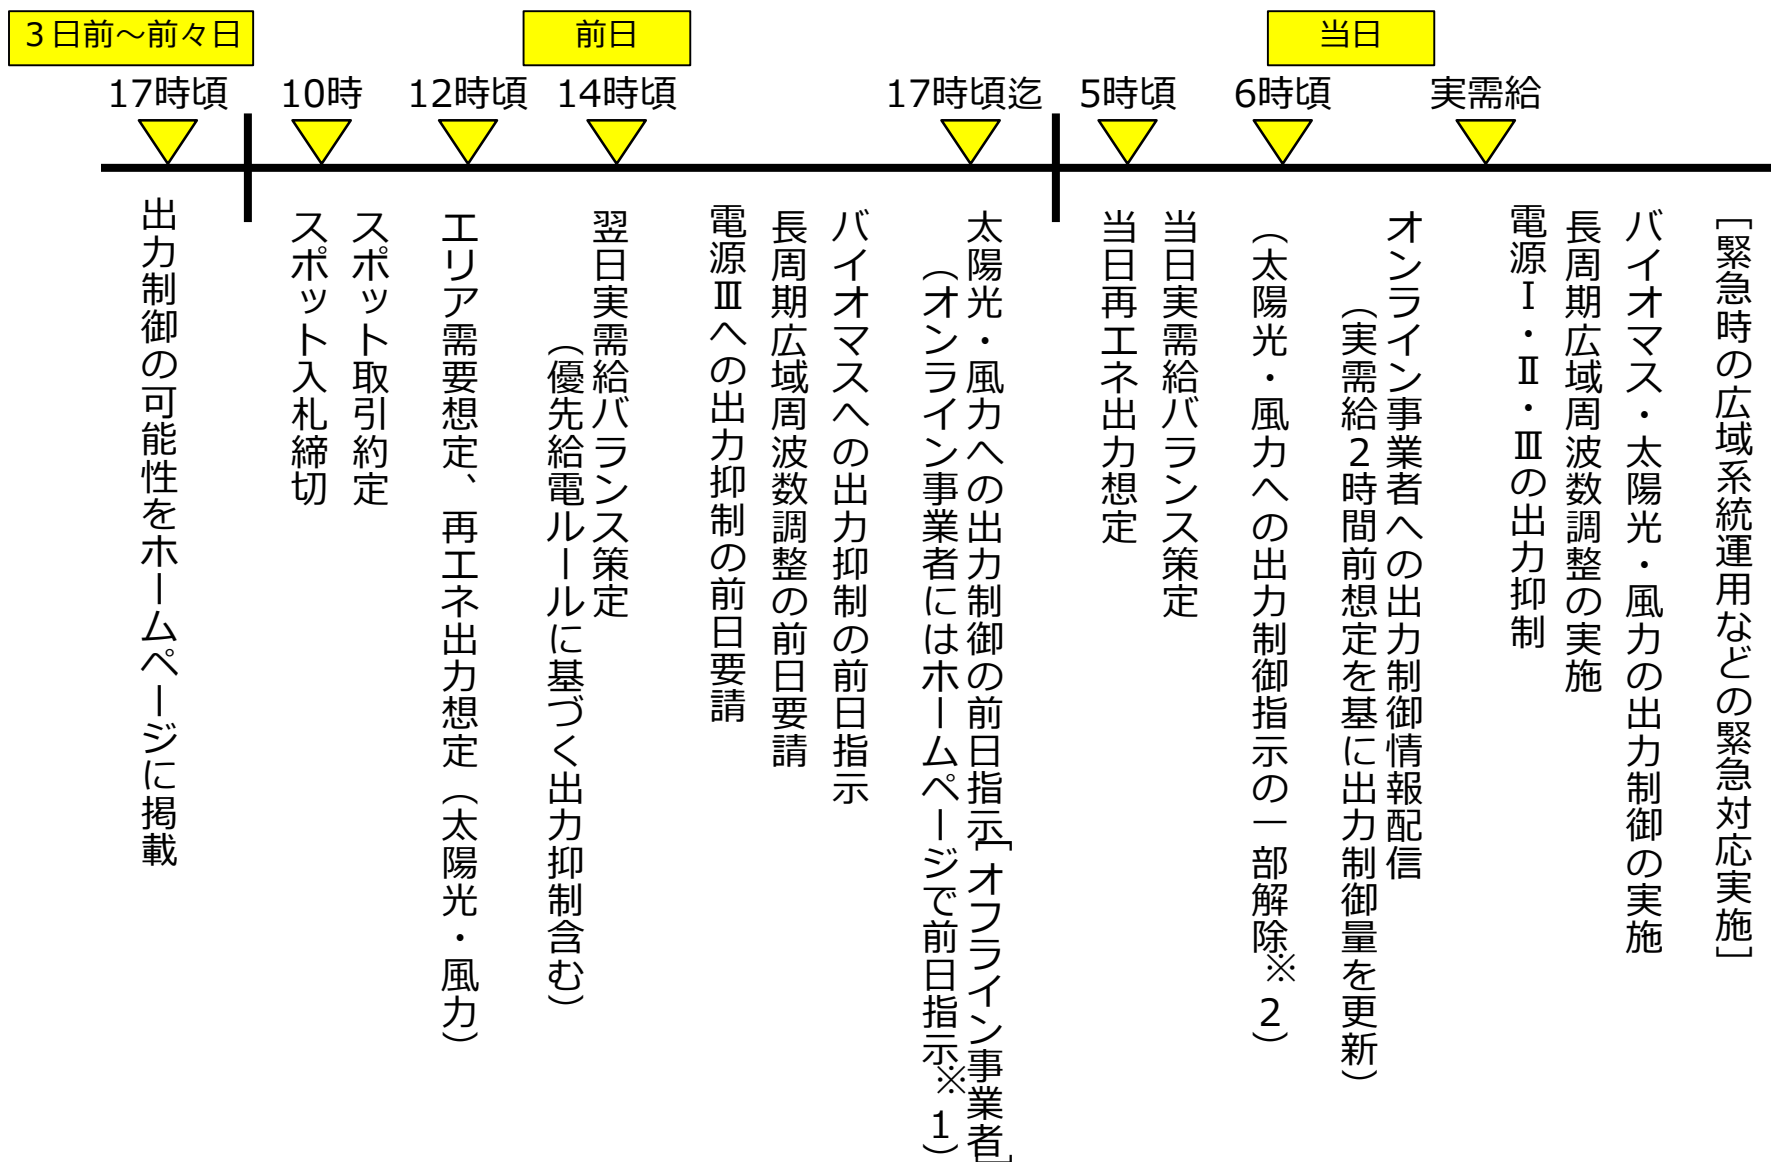 ３日前～前々日
前日
当日
17時頃
10時
12時頃
14時頃
17時頃迄
5時頃
6時頃
実需給
出力制御の可能性をホームページに掲載
スポット入札締切
スポット取引約定
エリア需要想定、再エネ出力想定（太陽光・風力）
翌日実需給バランス策定
（優先給電ルールに基づく出力抑制含む）
電源Ⅲへの出力抑制の前日要請
長周期広域周波数調整の前日要請
バイオマスへの出力抑制の前日指示
太陽光・風力への出力制御の前日指示［オフライン事業者］
（オンライン事業者にはホームページで前日指示※1）
当日再エネ出力想定
当日実需給バランス策定
（太陽光・風力への出力制御指示の一部解除※2）
オンライン事業者への出力制御情報配信
（実需給２時間前想定を基に出力制御量を更新）
電源Ⅰ・Ⅱ・Ⅲの出力抑制
長周期広域周波数調整の実施
バイオマス・太陽光・風力の出力制御の実施
［緊急時の広域系統運用などの緊急対応実施］